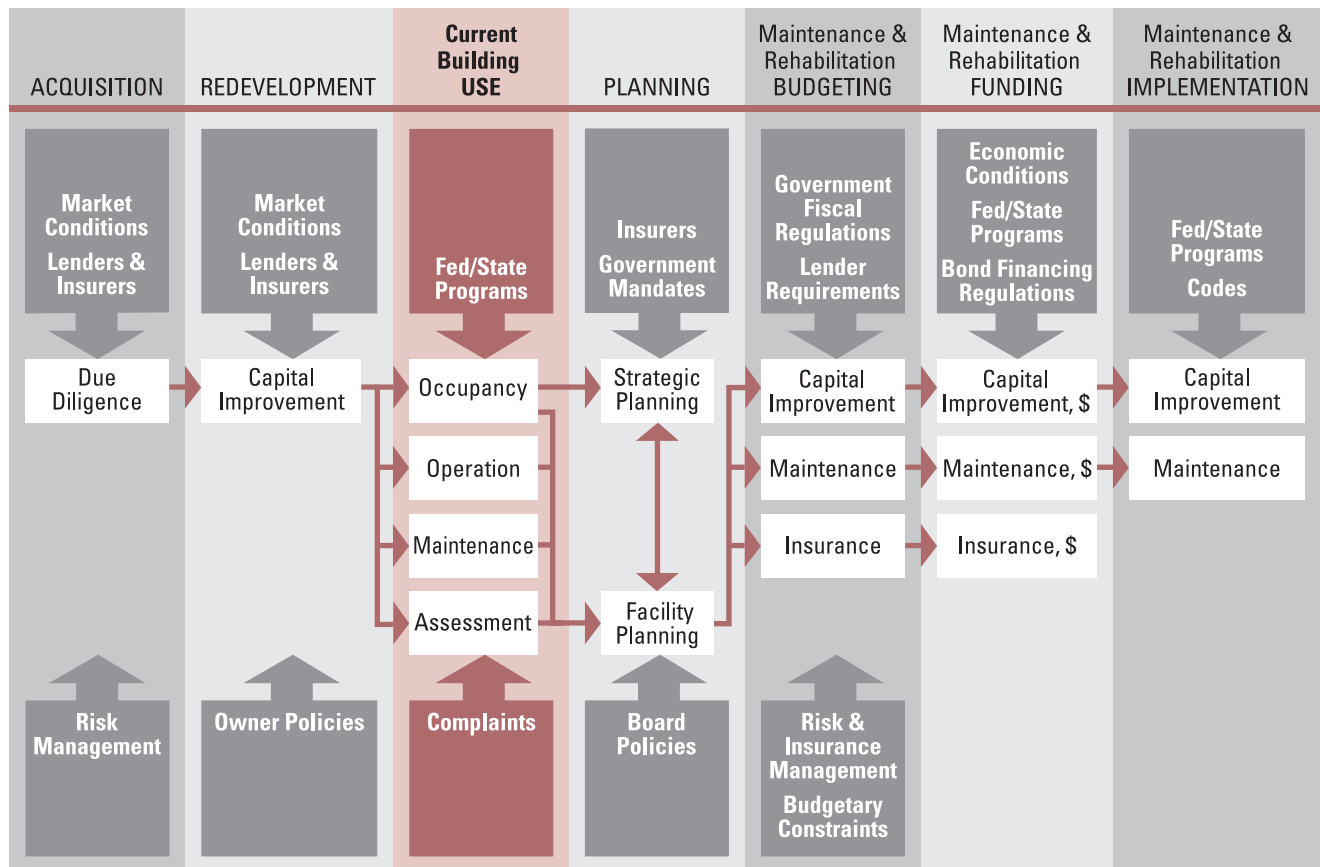 ACQUISITION
REDEVELOPMENT
Current
Building
USE
PLANNING
Maintenance &
Rehabilitation
BUDGETING
Maintenance &
Rehabilitation
FUNDING
Maintenance &
Rehabilitation
IMPLEMENTATION
Market
Conditions
Lenders &
Insurers
Market
Conditions
Lenders &
Insurers
Fed/State
Programs
Insurers
Government
Mandates
Government
Fiscal
Regulations
Lender
Requirements
Economic
Conditions
Fed/State
Programs
Bond Financing
Regulations
Fed/State
Programs
Codes
Due
Diligence
Capital
Improvement
Occupancy
Strategic
Planning
Capital
Improvement
Capital
Improvement, $
Capital
Improvement
Operation
Maintenance
Maintenance, $
Maintenance
Maintenance
Insurance
Insurance, $
Assessment
Facility
Planning
Risk
Management
Owner Policies
Complaints
Board
Policies
Risk &
Insurance
Management
Budgetary
Constraints